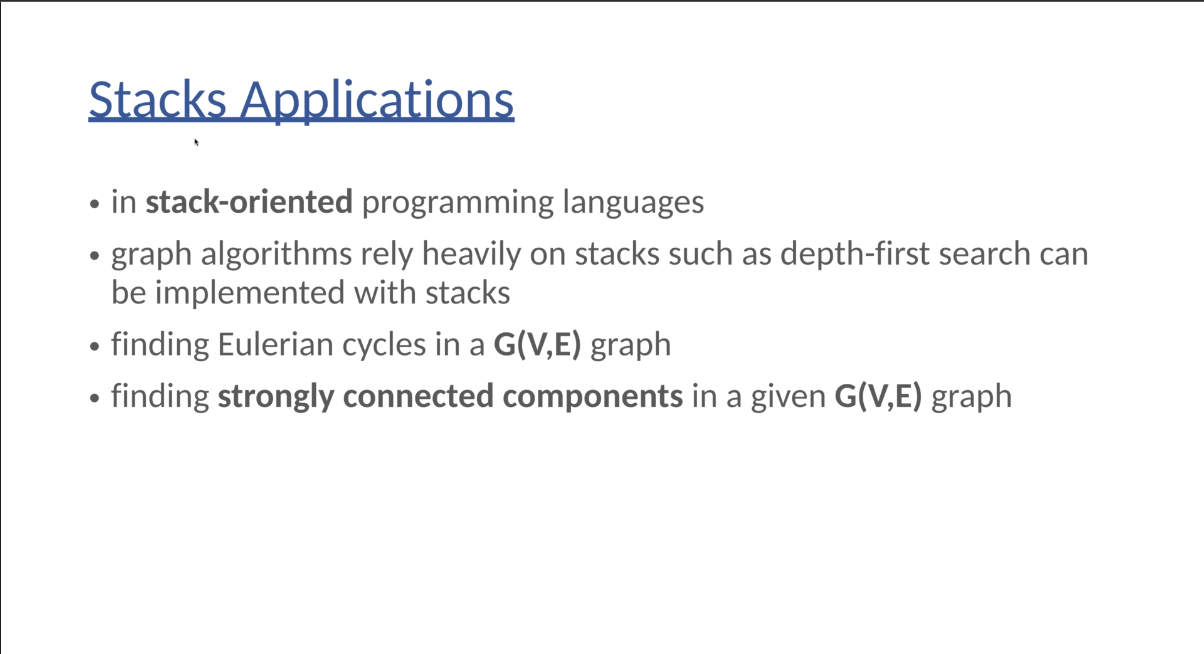 Stacks Applications
• in stack-oriented programming languages
• graph algorithms rely heavily on stacks such as depth-first search can
be implemented with stacks
• finding Eulerian cycles in a G(V,E) graph
• finding strongly connected components in a given G(V,E) graph